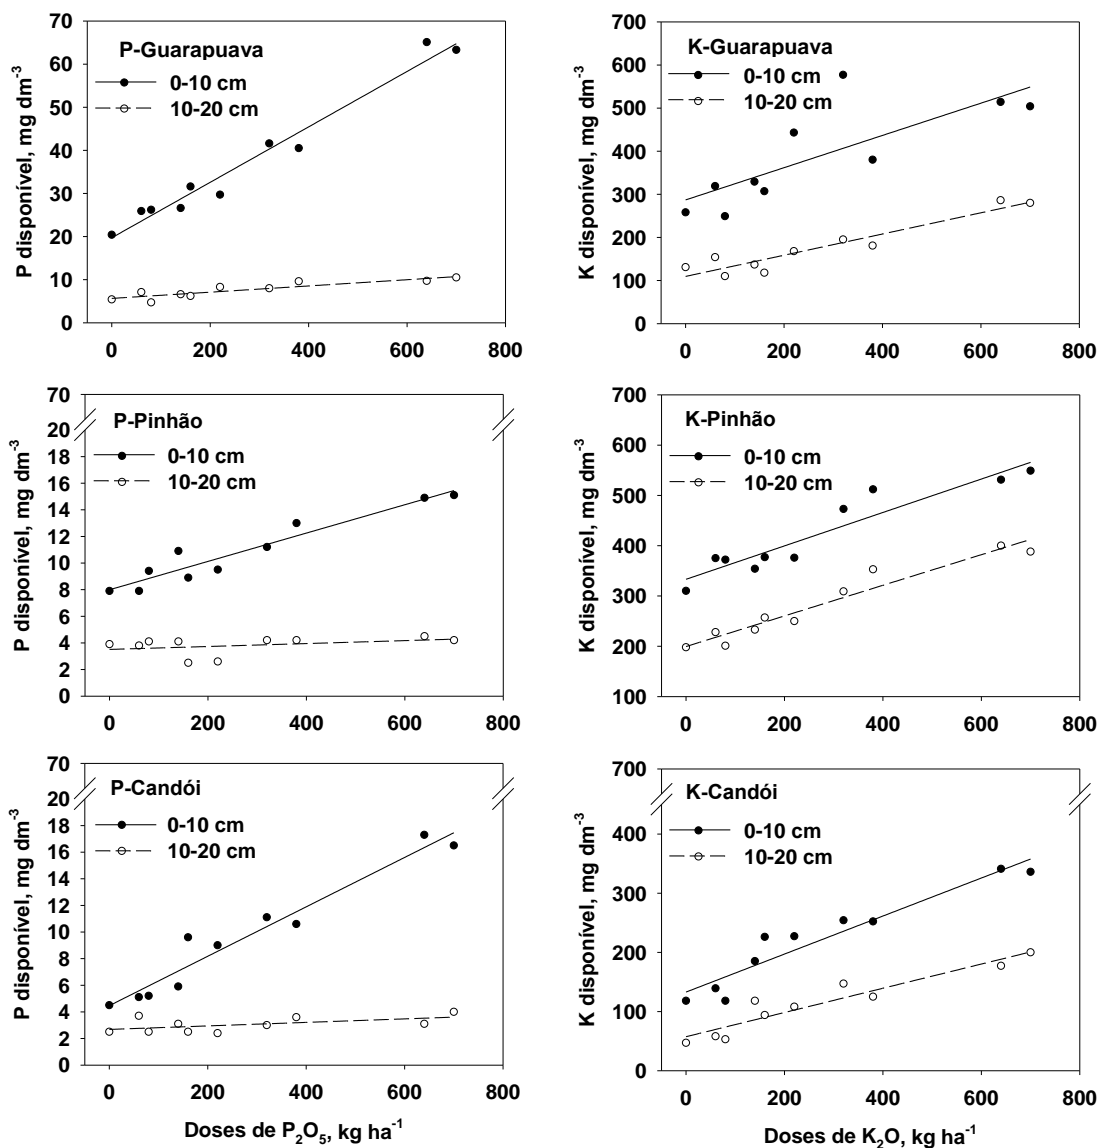 P-Guarapuava
0-10 cm
10-20 cm
P disponível, mg dm⁻³
70
60
50
40
30
20
10
0
0 200 400 600 800
K-Guarapuava
0-10 cm
10-20 cm
K disponível, mg dm⁻³
700
600
500
400
300
200
100
0
0 200 400 600 800
P-Pinhão
0-10 cm
10-20 cm
P disponível, mg dm⁻³
70
20
18
16
14
12
10
8
6
4
2
0
0 200 400 600 800
K-Pinhão
0-10 cm
10-20 cm
K disponível, mg dm⁻³
700
600
500
400
300
200
100
0 200 400 600 800
P-Candói
0-10 cm
10-20 cm
P disponível, mg dm⁻³
70
20
18
16
14
12
10
8
6
4
2
0
0 200 400 600 800
Doses de P₂O₅, kg ha⁻¹
K-Candói
0-10 cm
10-20 cm
K disponível, mg dm⁻³
700
400
300
200
100
0
0 200 400 600 800
Doses de K₂O, kg ha⁻¹